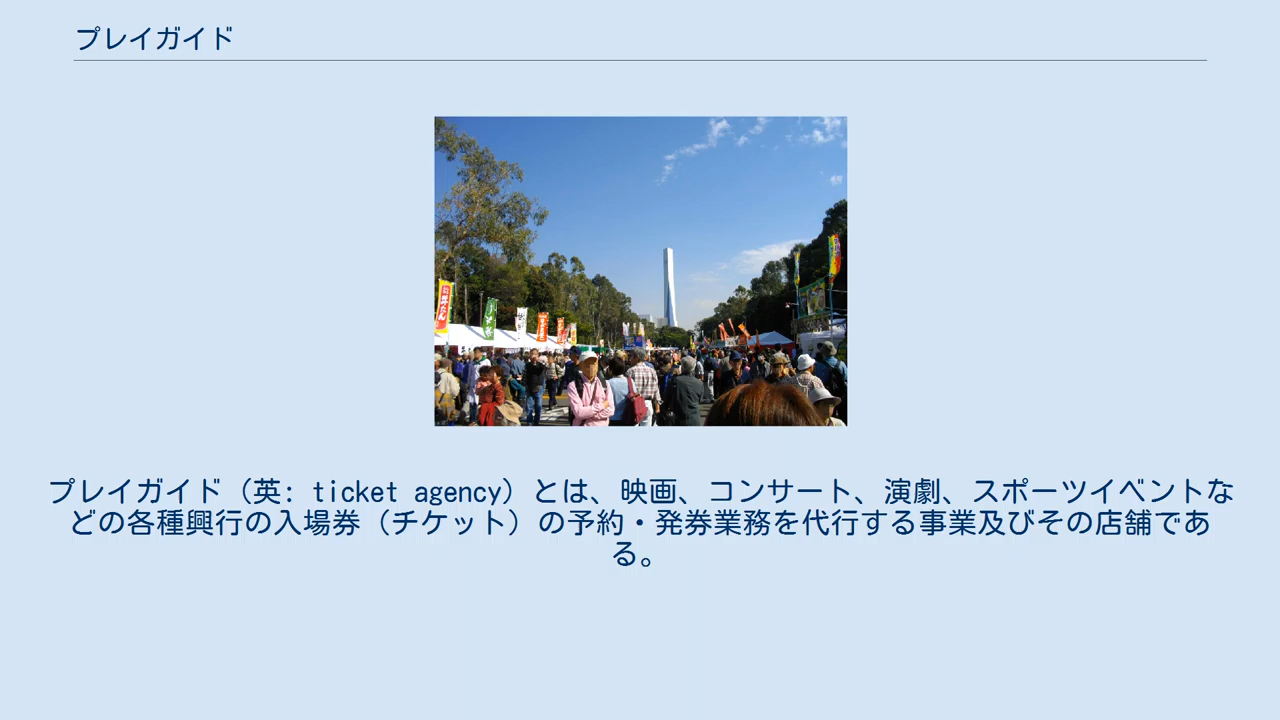 プレイガイド
プレイガイド（英: ticket agency）とは、映画、コンサート、演劇、スポーツイベントな
どの各種興行の入場券（チケット）の予約・発券業務を代行する事業及びその店舗であ
る。